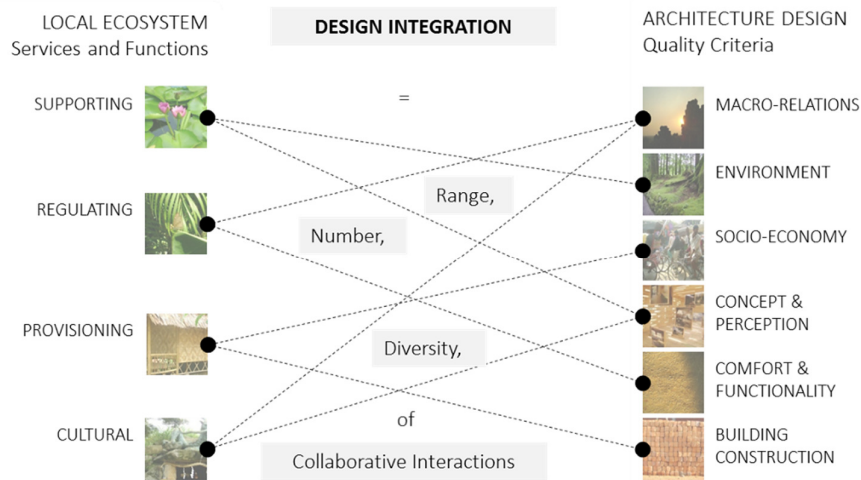 LOCAL ECOSYSTEM
Services and Functions
SUPPORTING
REGULATING
PROVISIONING
CULTURAL
DESIGN INTEGRATION
=
Range,
Number,
Diversity,
of
Collaborative Interactions
ARCHITECTURE DESIGN
Quality Criteria
MACRO-RELATIONS
ENVIRONMENT
SOCIO-ECONOMY
CONCEPT &
PERCEPTION
COMFORT &
FUNCTIONALITY
BUILDING
CONSTRUCTION